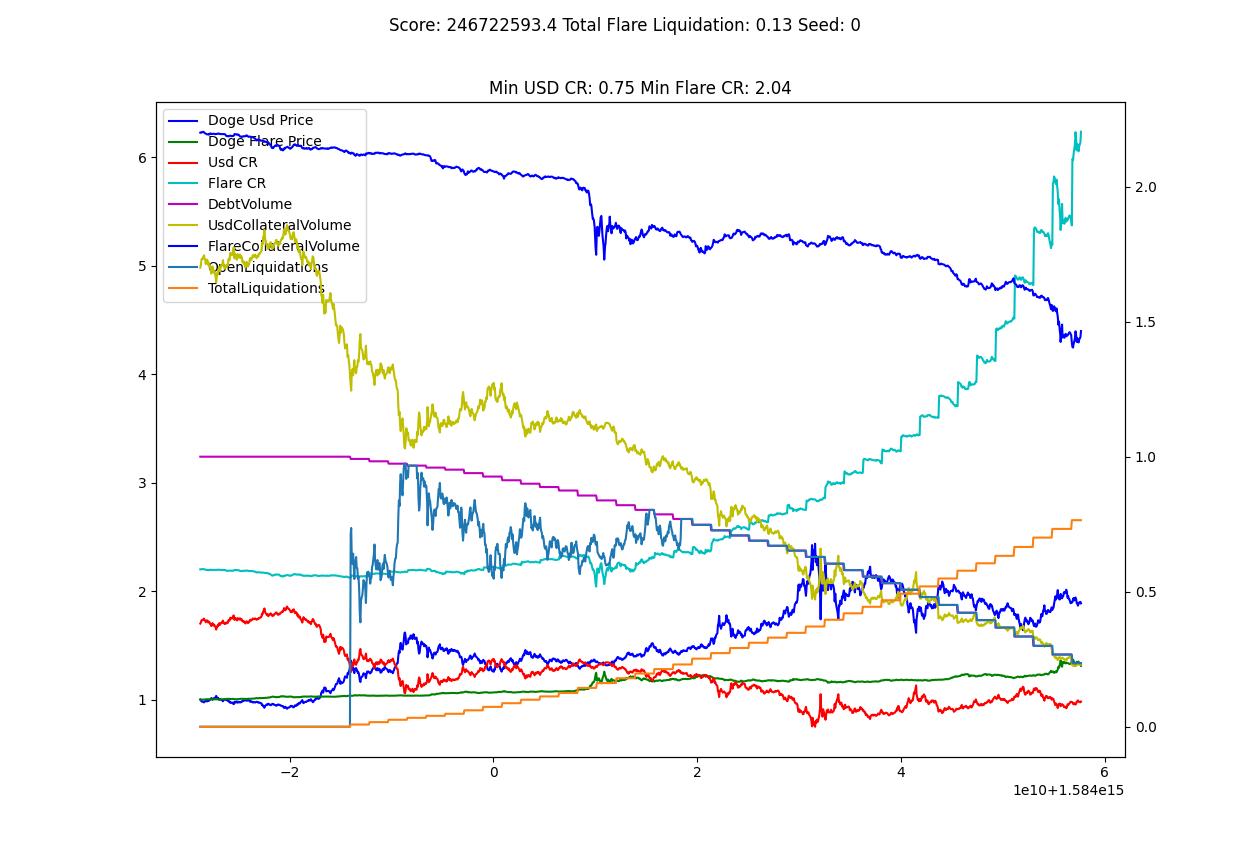 Score: 246722593.4 Total Flare Liquidation: 0.13 Seed: 0
Min USD CR: 0.75 Min Flare CR: 2.04
Doge Usd Price
Doge Flare Price
Usd CR
Flare CR
DebtVolume
UsdCollateralVolume
FlareCollateralVolume
OpenLiquidations
TotalLiquidations
6
5
4
3
2
1
2.0
1.5
1.0
0.5
0.0
−2
0
2
4
6
1e10+1.584e15